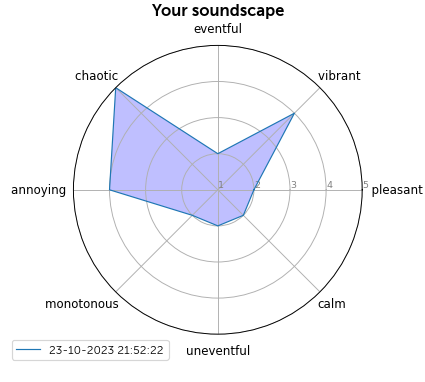 Your soundscape
eventful
chaotic
vibrant
annoying
1
2
3
4
5
pleasant
monotonous
calm
uneventful
23-10-2023 21:52:22